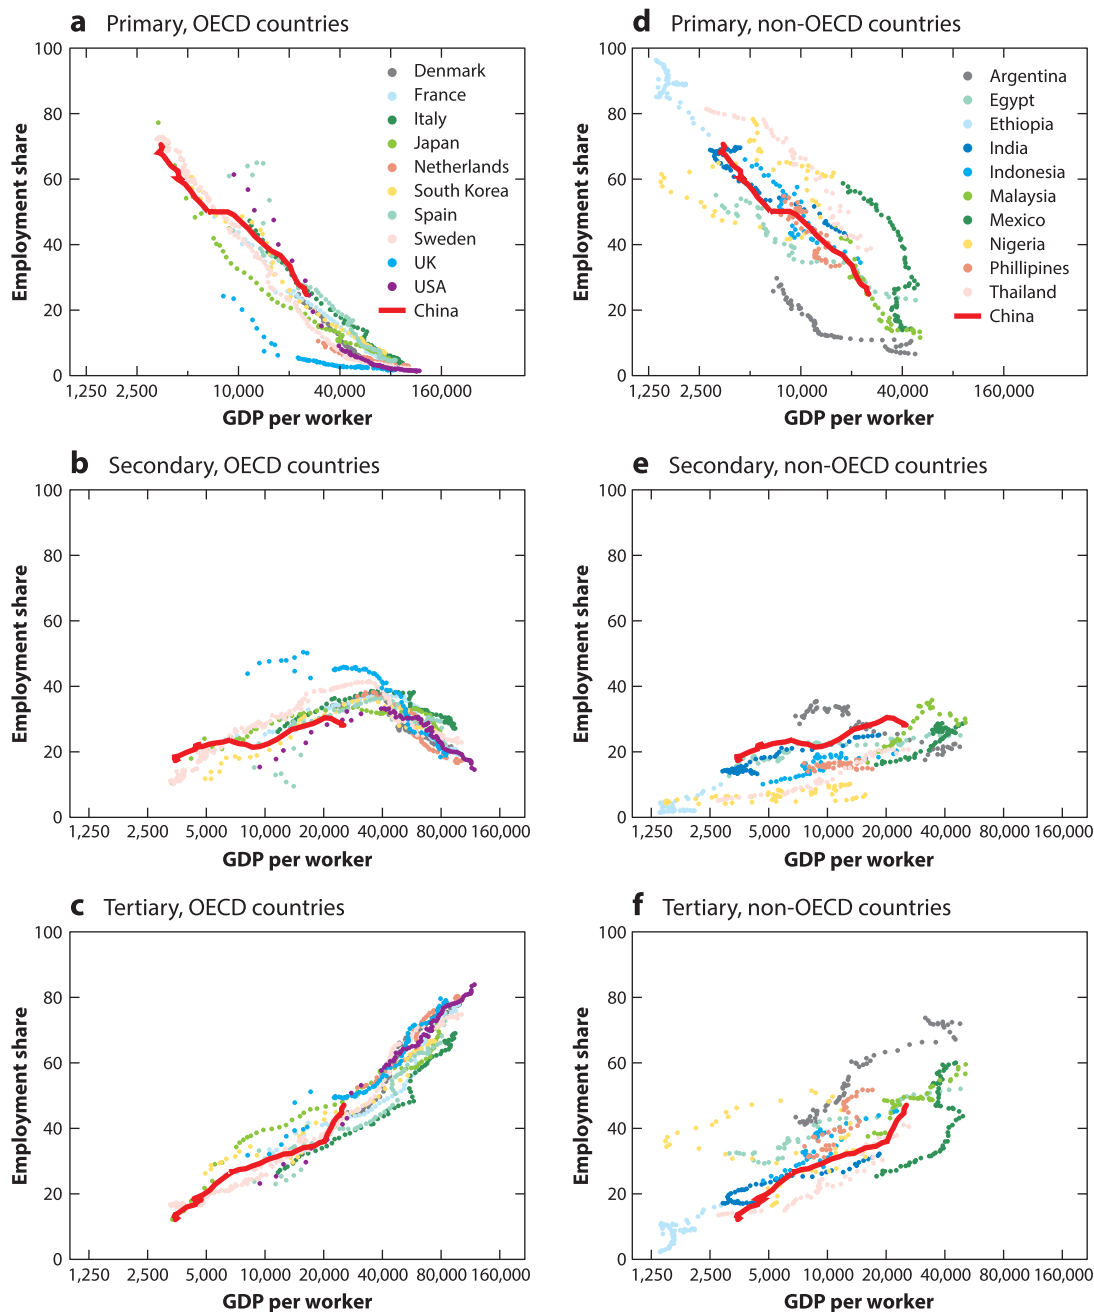 a Primary, OECD countries
100
80
60
40
20
0
Employment share
1,250 2,500 10,000 40,000 160,000
GDP per worker
Denmark
France
Italy
Japan
Netherlands
South Korea
Spain
Sweden
UK
USA
China
d Primary, non-OECD countries
100
80
60
40
20
0
Employment share
1,250 2,500 10,000 40,000 160,000
GDP per worker
Argentina
Egypt
Ethiopia
India
Indonesia
Malaysia
Mexico
Nigeria
Phillipines
Thailand
China
b Secondary, OECD countries
100
80
60
40
20
0
Employment share
1,250 2,500 5,000 10,000 20,000 40,000 80,000 160,000
GDP per worker
e Secondary, non-OECD countries
100
80
60
40
20
0
Employment share
1,250 2,500 5,000 10,000 20,000 40,000 80,000 160,000
GDP per worker
c Tertiary, OECD countries
100
80
60
40
20
0
Employment share
1,250 2,500 5,000 10,000 20,000 40,000 80,000 160,000
GDP per worker
f Tertiary, non-OECD countries
100
80
60
40
20
0
Employment share
1,250 2,500 5,000 10,000 20,000 40,000 80,000 160,000
GDP per worker